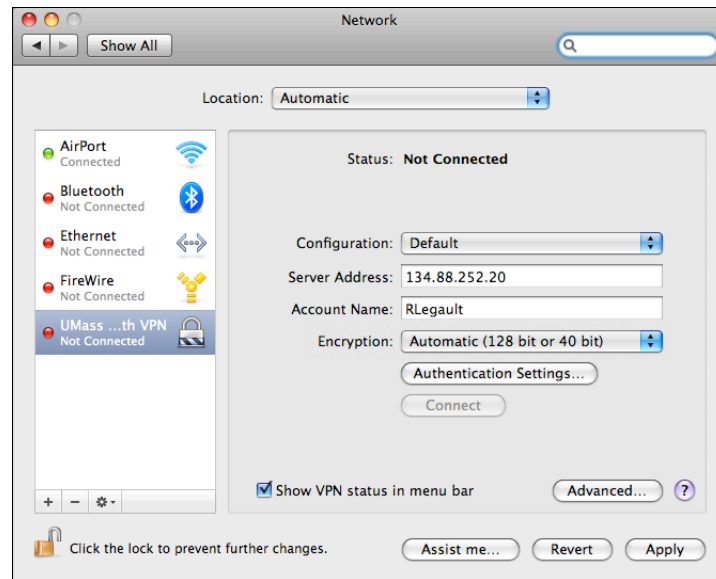 Network
Show All
Location: Automatic
AirPort
Connected
Bluetooth
Not Connected
Ethernet
Not Connected
FireWire
Not Connected
UMass ...th VPN
Not Connected
Status: Not Connected
Configuration: Default
Server Address: 134.88.252.20
Account Name: RLegault
Encryption: Automatic (128 bit or 40 bit)
Authentication Settings...
Connect
Show VPN status in menu bar
Advanced...
?
Click the lock to prevent further changes.
Assist me...
Revert
Apply